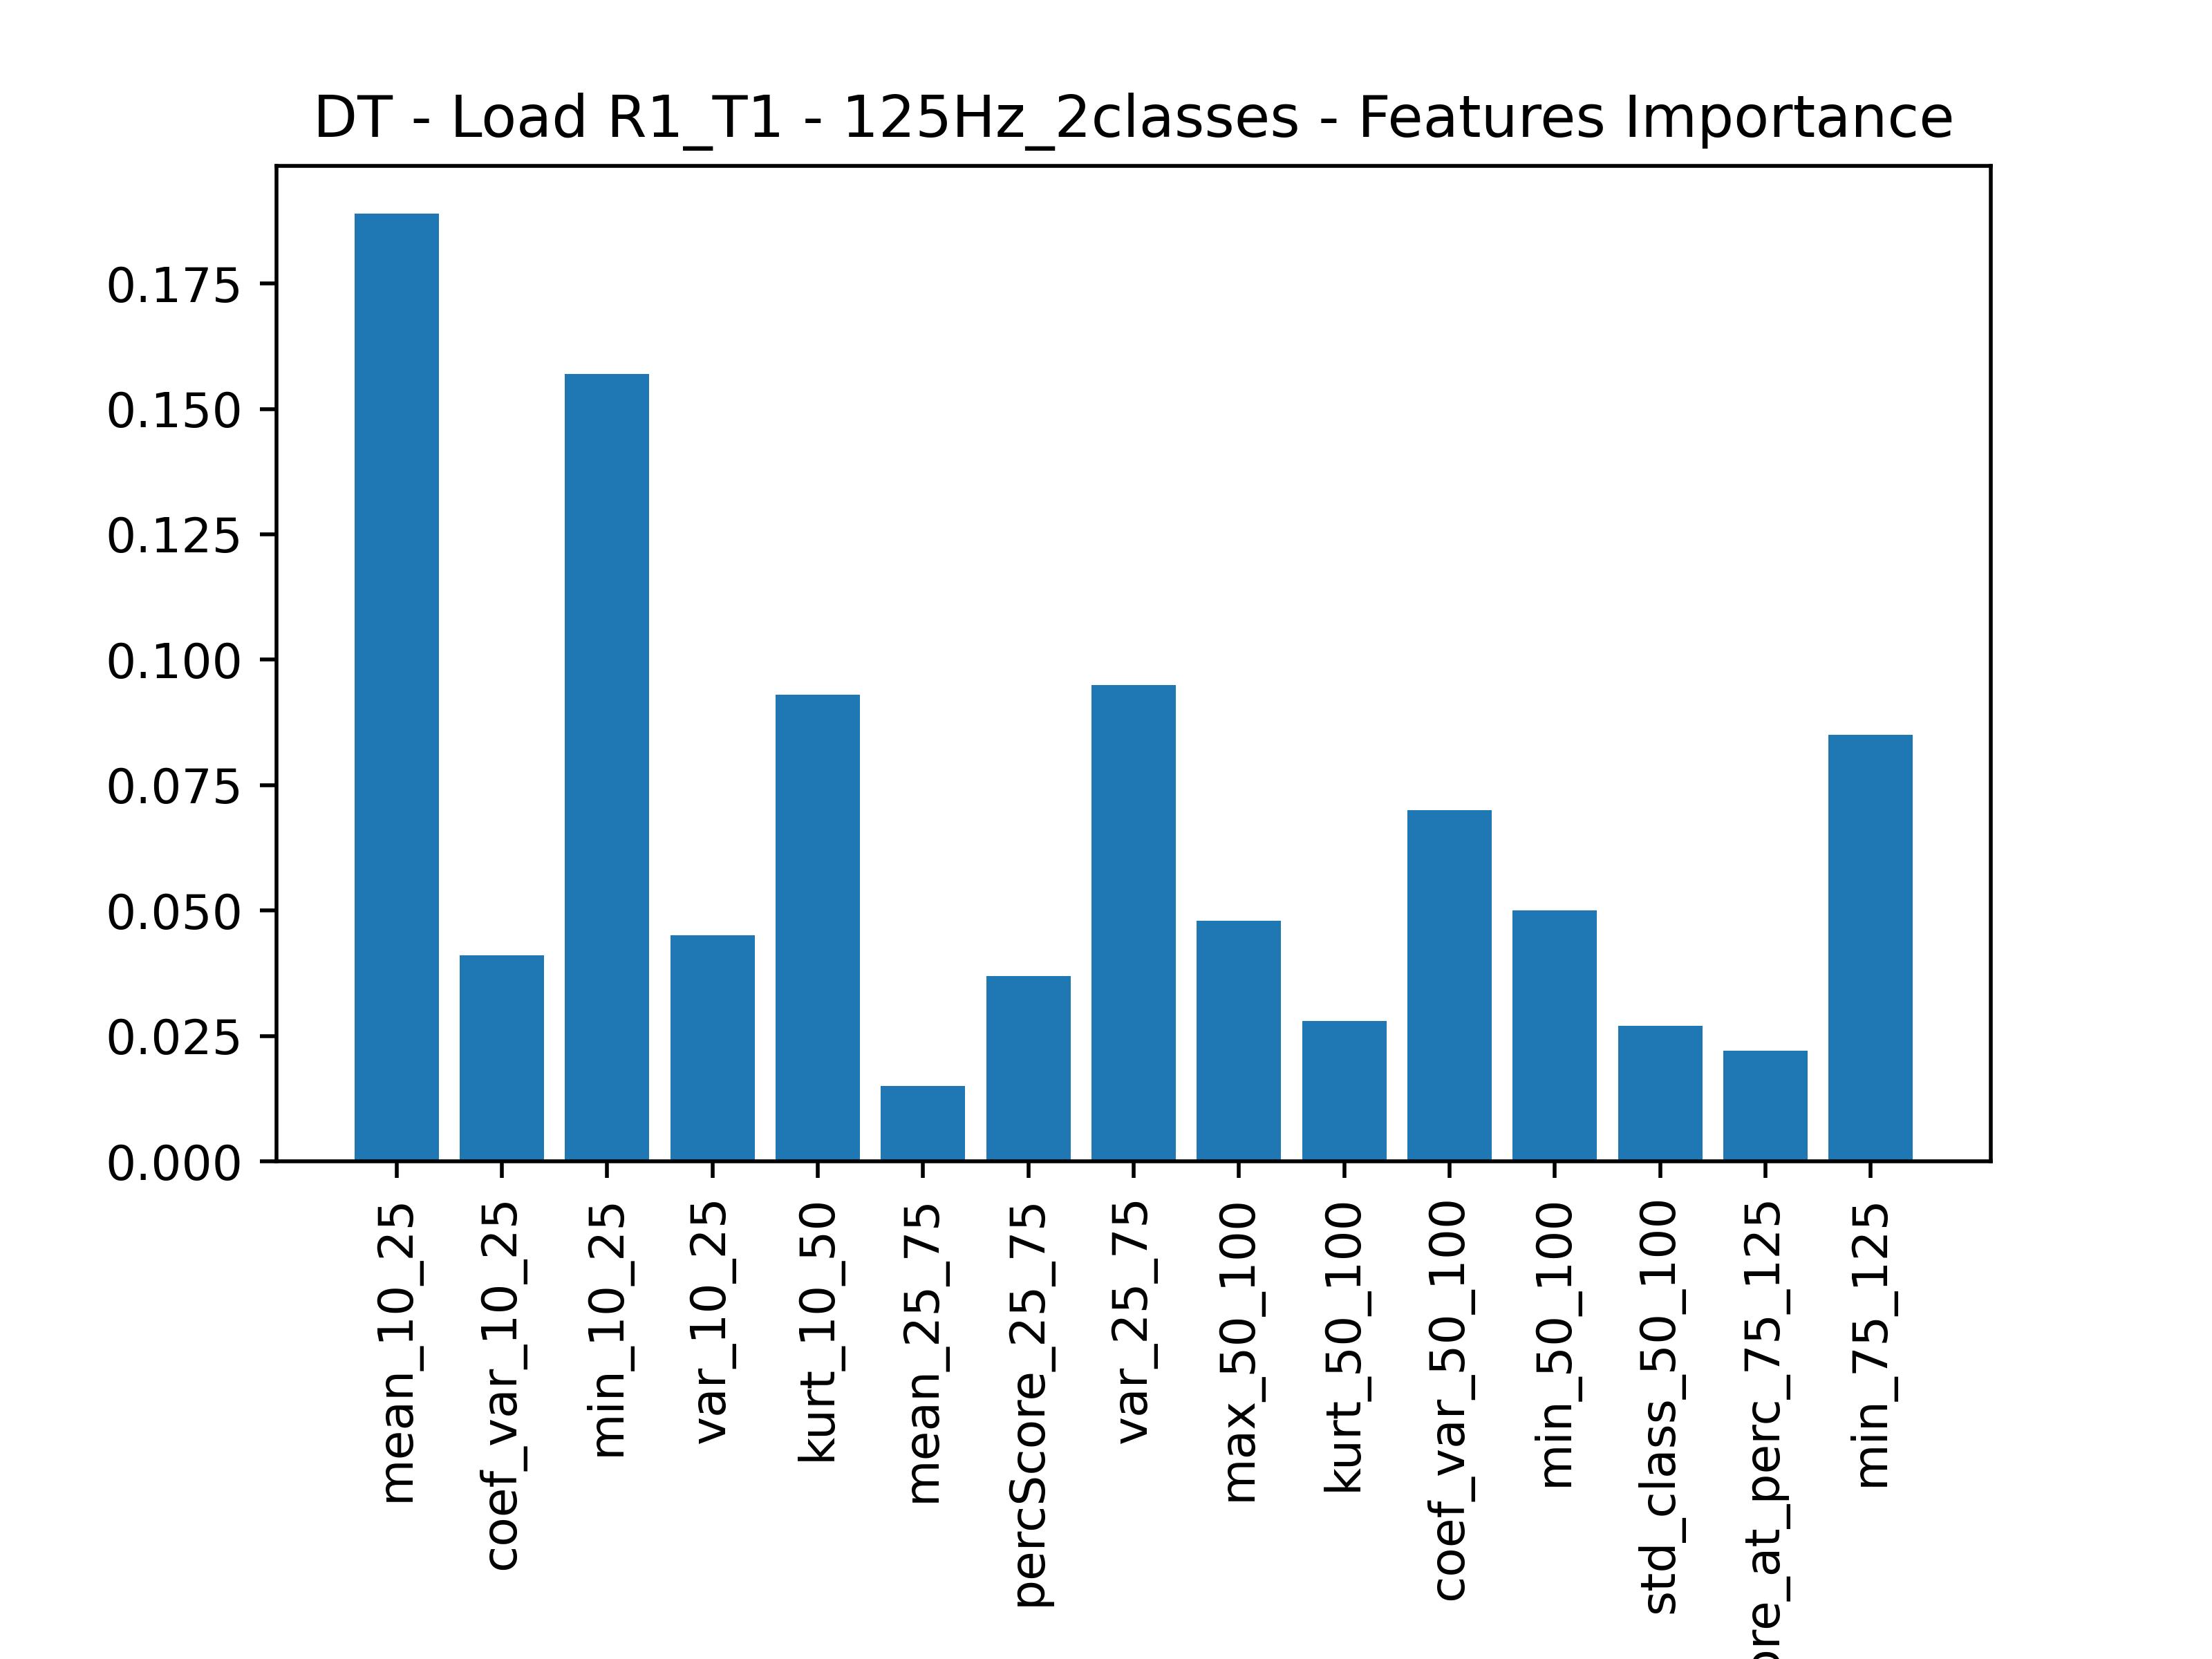 DT - Load R1_T1 - 125Hz_2classes - Features Importance
0.175
0.150
0.125
0.100
0.075
0.050
0.025
0.000
mean_10_25
coef_var_10_25
min_10_25
var_10_25
kurt_10_50
mean_25_75
percScore_25_75
var_25_75
max_50_100
kurt_50_100
coef_var_50_100
min_50_100
std_class_50_100
ore_at_perc_75_125
min_75_125